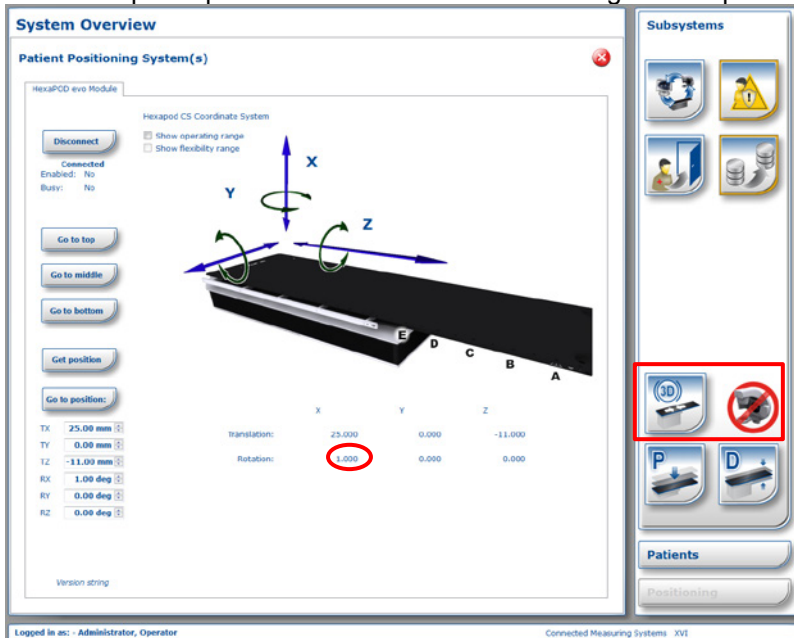 System Overview
Subsystems
Patient Positioning System(s)
HexaPOD evo Module
Hexapod CS Coordinate System
Disconnect
Show operating range
Show flexibility range
Connected
Enabled: No
Busy: No
X
Y
Z
Go to top
Go to middle
Go to bottom
E
D
C
B
A
Get position
Go to position:
(3D)
X Y Z
TX 25.00 mm
Translation: 25.000 0.000 -11.000
TY 0.00 mm
TZ -11.00 mm
Rotation: 1.000 0.000 0.000
RX 1.00 deg
RY 0.00 deg
RZ 0.00 deg
P D
Version string
Patients
Positioning
Logged in as: - Administrator, Operator
Connected Measuring Systems XVI